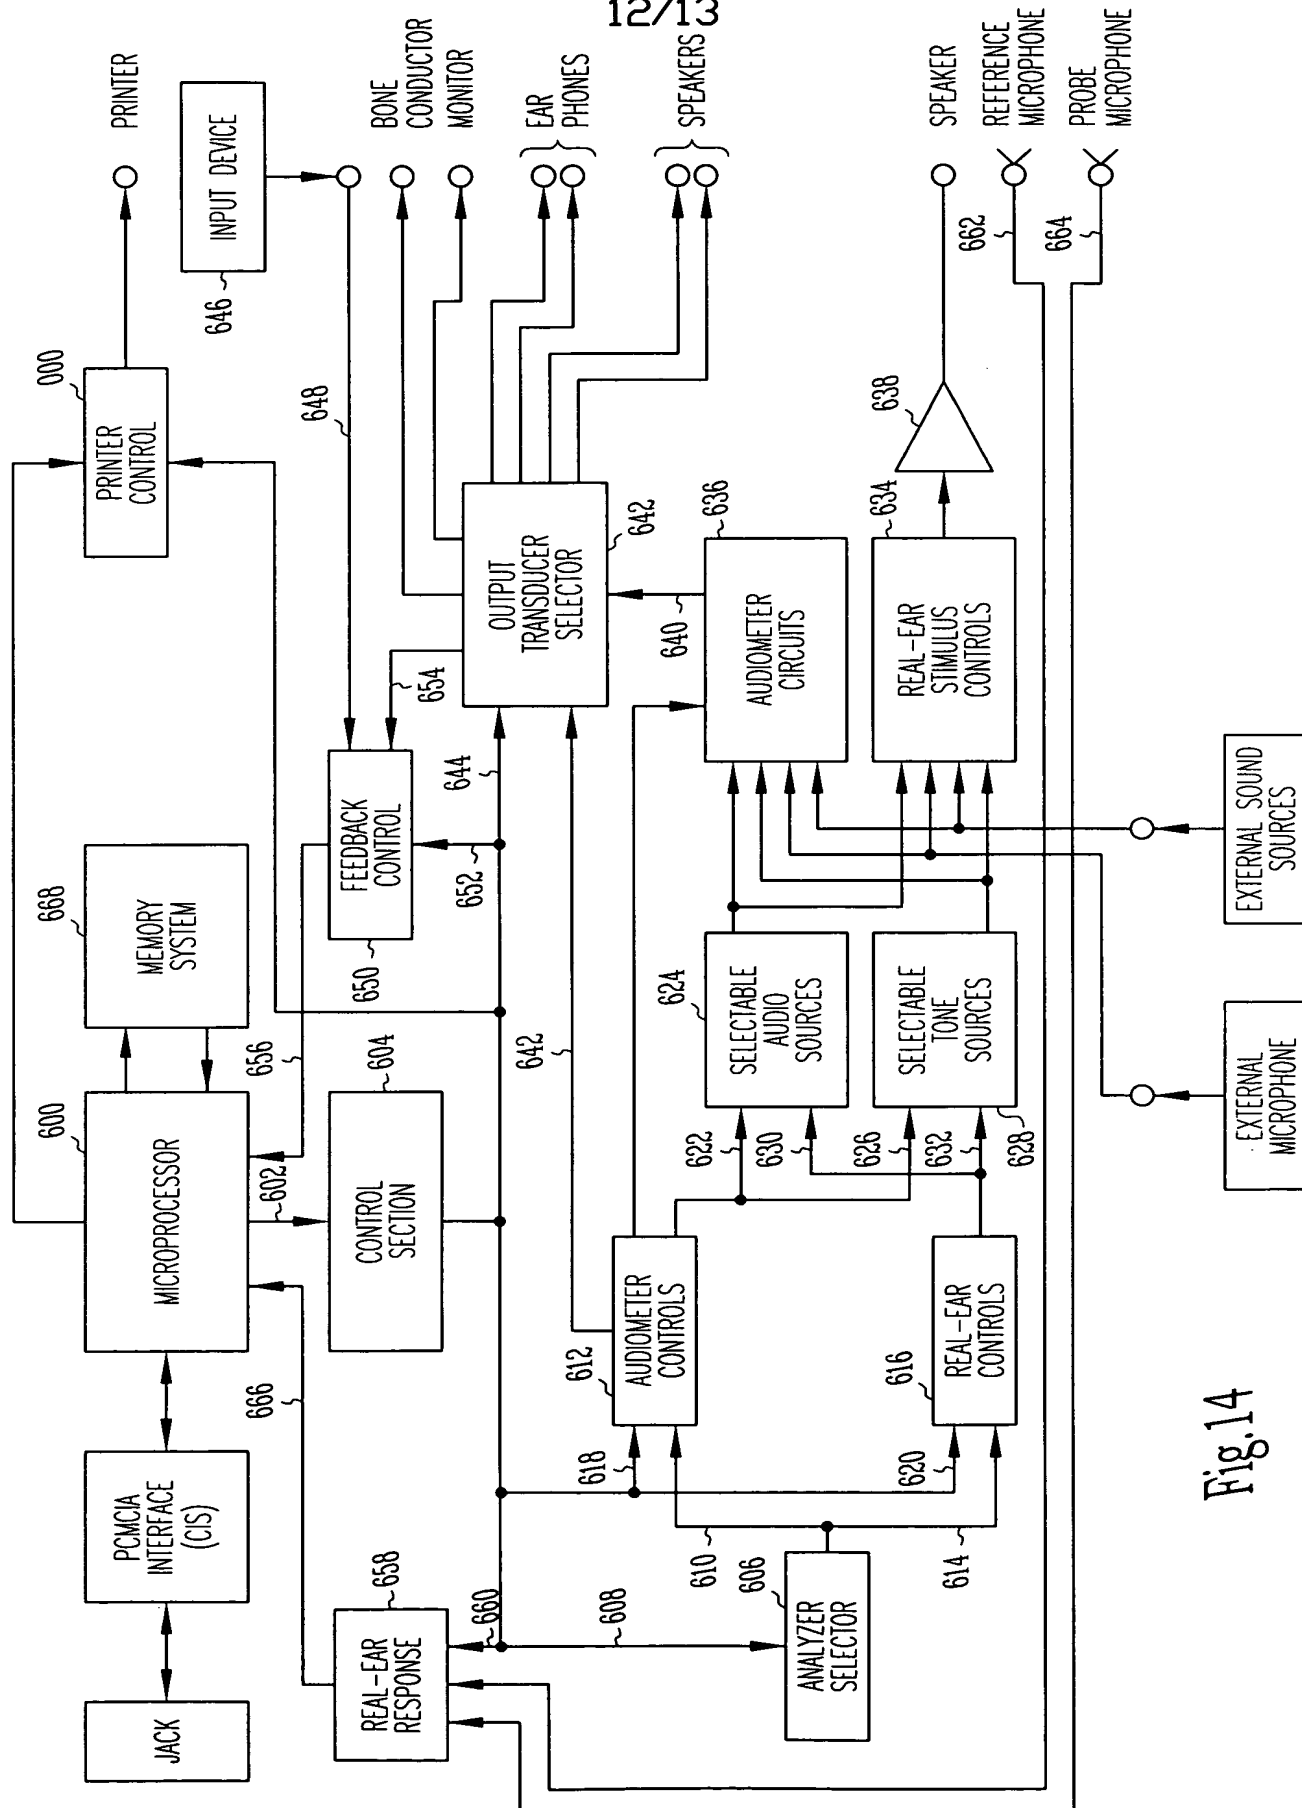 12/13
JACK
PCMCIA
INTERFACE
(CIS)
MICROPROCESSOR
600
MEMORY
SYSTEM
668
PRINTER
CONTROL
000
PRINTER
INPUT DEVICE
646
648
666
602
656
REAL-EAR
RESPONSE
658
660
608
CONTROL
SECTION
604
FEEDBACK
CONTROL
650
652
654
644
BONE
CONDUCTOR
MONITOR
EAR
PHONES
SPEAKERS
OUTPUT
TRANSDUCER
SELECTOR
642
642
640
ANALYZER
SELECTOR
606
610
614
618
620
AUDIOMETER
CONTROLS
612
REAL-EAR
CONTROLS
616
622
630
626
632
SELECTABLE
AUDIO
SOURCES
624
SELECTABLE
TONE
SOURCES
628
AUDIOMETER
CIRCUITS
636
REAL-EAR
STIMULUS
CONTROLS
634
638
SPEAKER
REFERENCE
MICROPHONE
662
PROBE
MICROPHONE
664
EXTERNAL
MICROPHONE
EXTERNAL SOUND
SOURCES
Fig.14